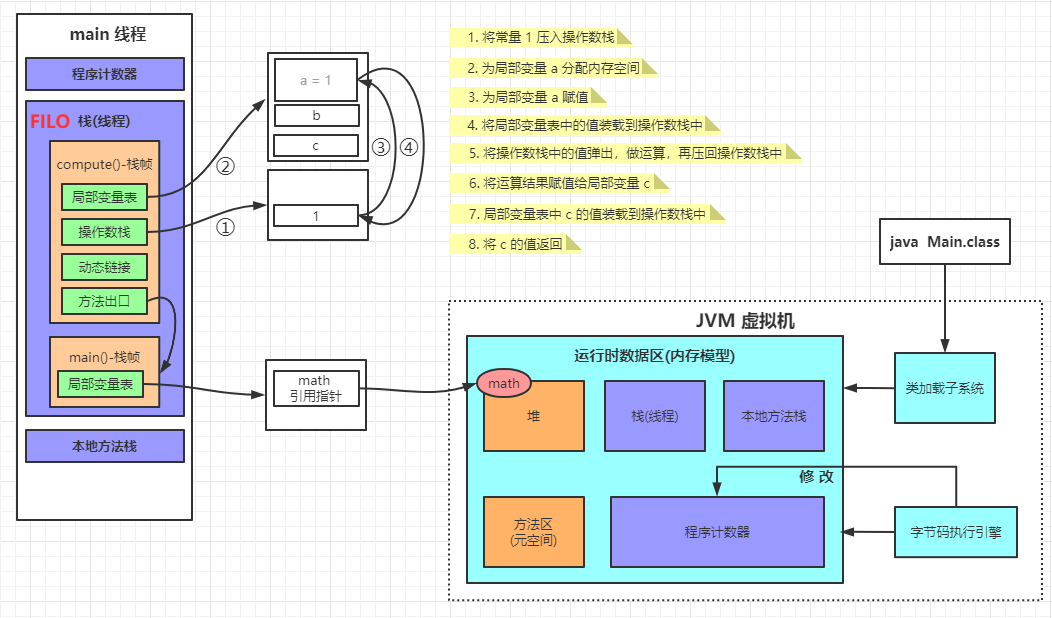 main 线程
程序计数器
FILO 栈(线程)
compute()-栈帧
局部变量表
操作数栈
动态链接
方法出口
main()-栈帧
局部变量表
本地方法栈
a = 1
b
c
1
①
②
③
④
math
引用指针
1. 将常量 1 压入操作数栈
2. 为局部变量 a 分配内存空间
3. 为局部变量 a 赋值
4. 将局部变量表中的值装载到操作数栈中
5. 将操作数栈中的值弹出，做运算，再压回操作数栈中
6. 将运算结果赋值给局部变量 c
7. 局部变量表中 c 的值装载到操作数栈中
8. 将 c 的值返回
java Main.class
JVM 虚拟机
运行时数据区(内存模型)
math
堆
栈(线程)
本地方法栈
类加载子系统
修 改
方法区
(元空间)
程序计数器
字节码执行引擎